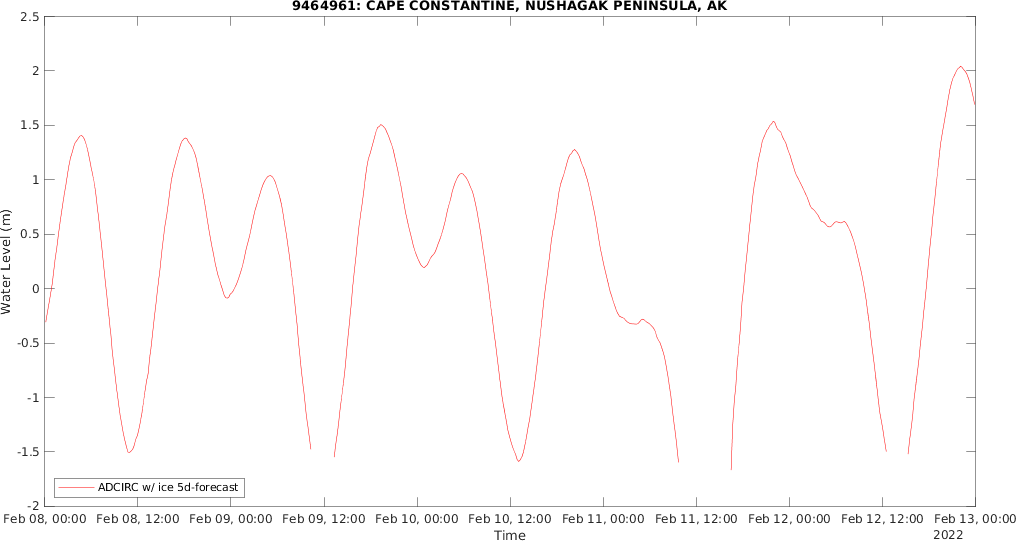 9464961: CAPE CONSTANTINE, NUSHAGAK PENINSULA, AK
2.5
2
1.5
1
0.5
0
-0.5
-1
-1.5
-2
Water Level (m)
ADCIRC w/ ice 5d-forecast
Feb 08, 00:00 Feb 08, 12:00 Feb 09, 00:00 Feb 09, 12:00 Feb 10, 00:00 Feb 10, 12:00 Feb 11, 00:00 Feb 11, 12:00 Feb 12, 00:00 Feb 12, 12:00 Feb 13, 00:00
Time
2022